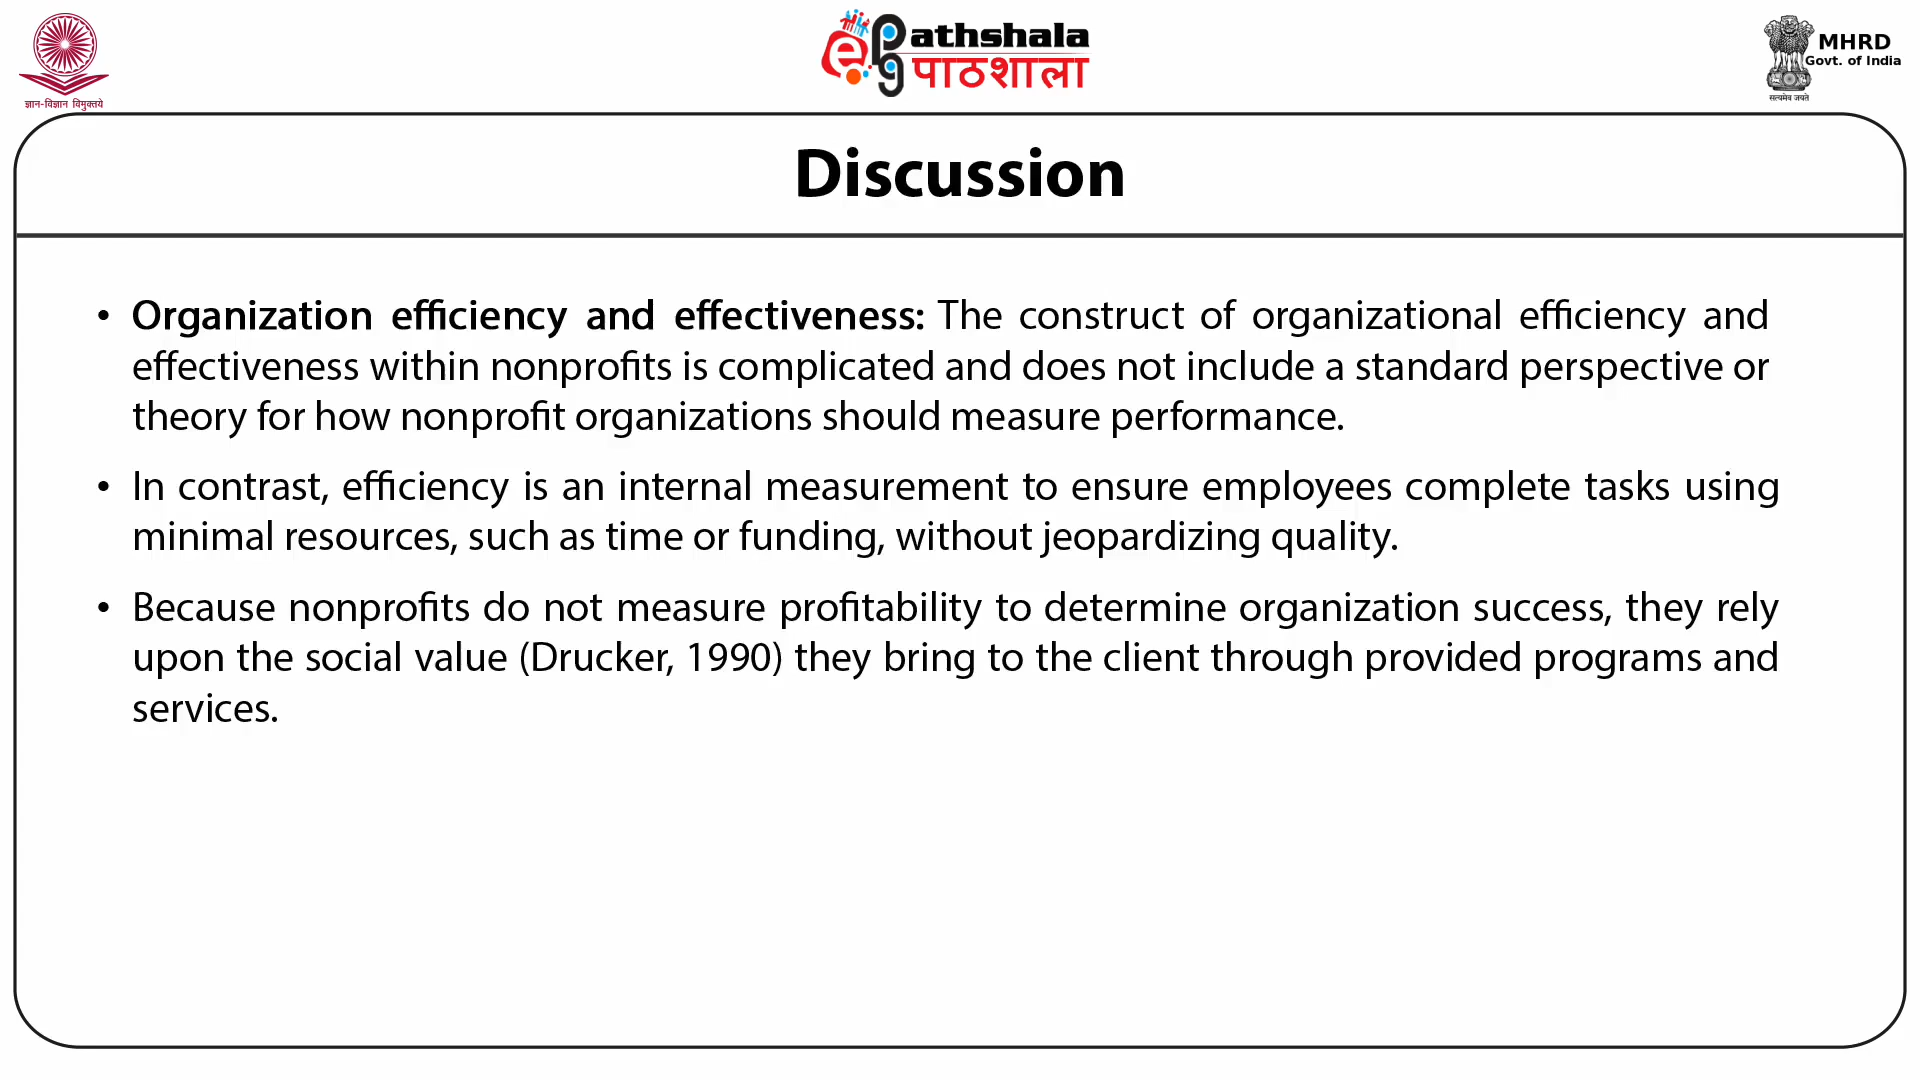 ज्ञान-विज्ञान विमुक्तये
e Pg athshala
पाठशाला
MHRD
Govt. of India
सत्यमेव जयते
Discussion
• Organization efficiency and effectiveness: The construct of organizational efficiency and
effectiveness within nonprofits is complicated and does not include a standard perspective or
theory for how nonprofit organizations should measure performance.
• In contrast, efficiency is an internal measurement to ensure employees complete tasks using
minimal resources, such as time or funding, without jeopardizing quality.
• Because nonprofits do not measure profitability to determine organization success, they rely
upon the social value (Drucker, 1990) they bring to the client through provided programs and
services.